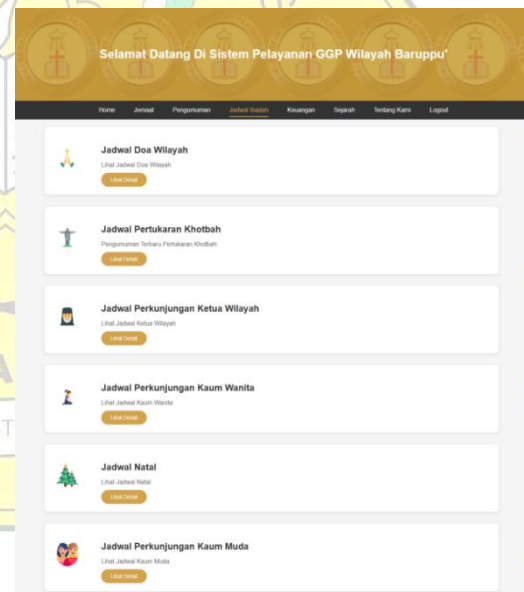 Selamat Datang Di Sistem Pelayanan GGP Wilayah Baruppu'
Home Jemaat Pengumuman Jadwal Ibadah Keuangan Sejarah Tentang Kami Logout
Jadwal Doa Wilayah
Lihat Jadwal Doa Wilayah
Lihat Detail
Jadwal Pertukaran Khotbah
Pengumuman Terbaru Pertukaran Khotbah
Lihat Detail
Jadwal Perkunjungan Ketua Wilayah
Lihat Jadwal Ketua Wilayah
Lihat Detail
Jadwal Perkunjungan Kaum Wanita
Lihat Jadwal Kaum Wanita
Lihat Detail
Jadwal Natal
Lihat Jadwal Natal
Lihat Detail
Jadwal Perkunjungan Kaum Muda
Lihat Jadwal Kaum Muda
Lihat Detail